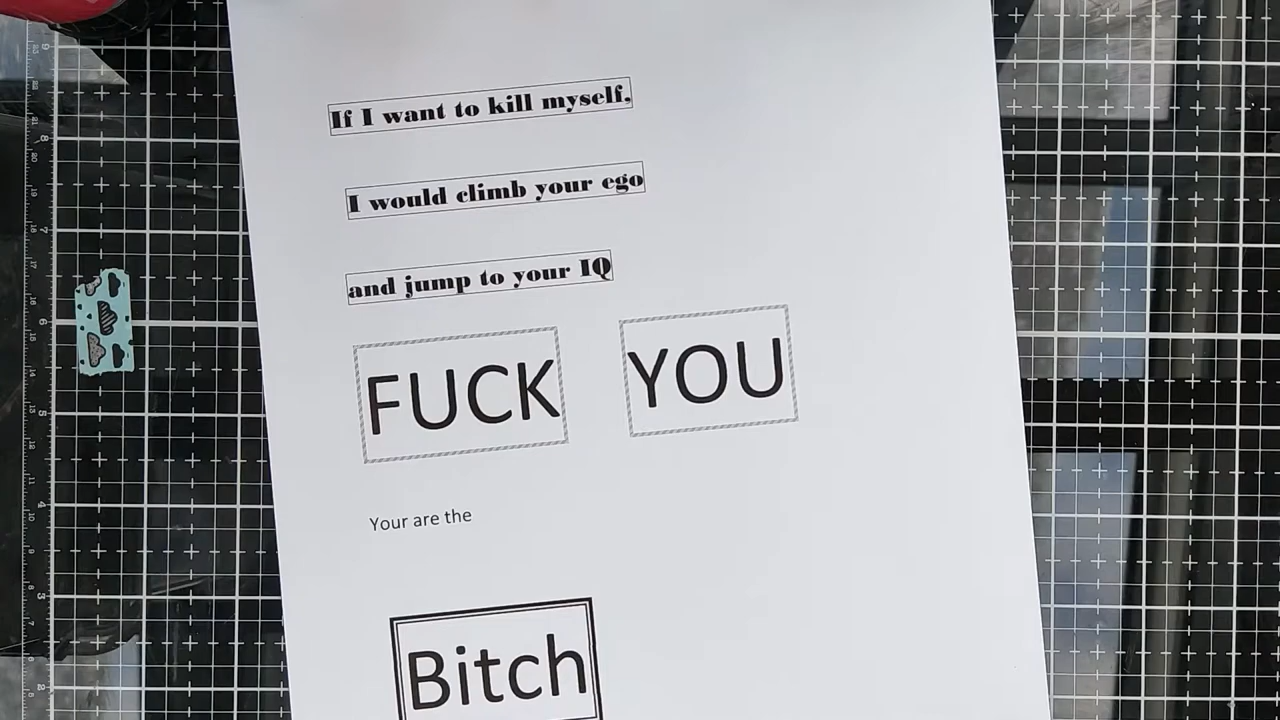 If I want to kill myself,
I would climb your ego
and jump to your IQ
FUCK YOU
Your are the
Bitch